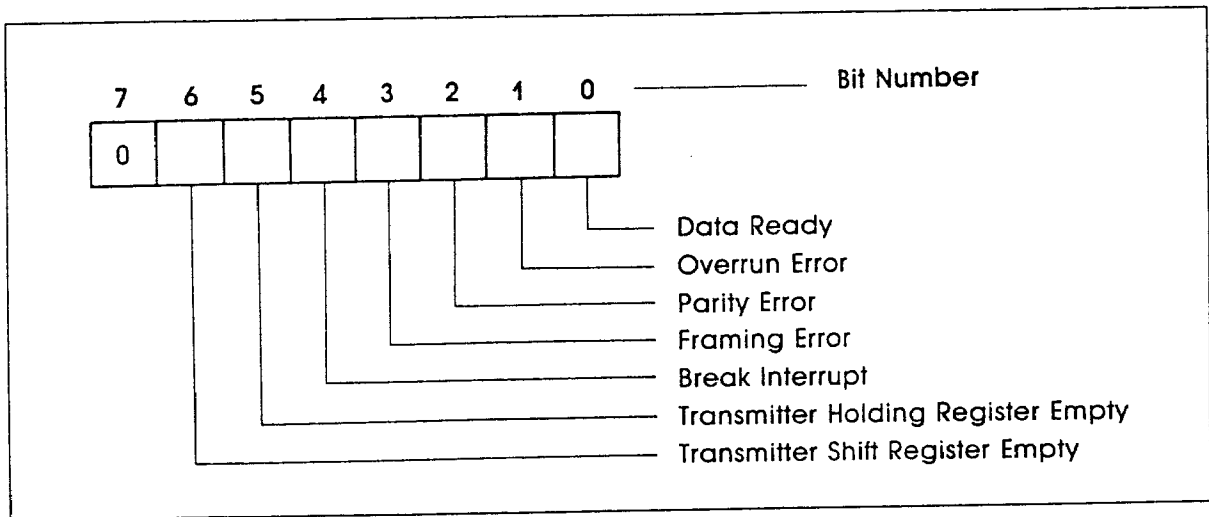 7 6 5 4 3 2 1 0 Bit Number
0
Data Ready
Overrun Error
Parity Error
Framing Error
Break Interrupt
Transmitter Holding Register Empty
Transmitter Shift Register Empty